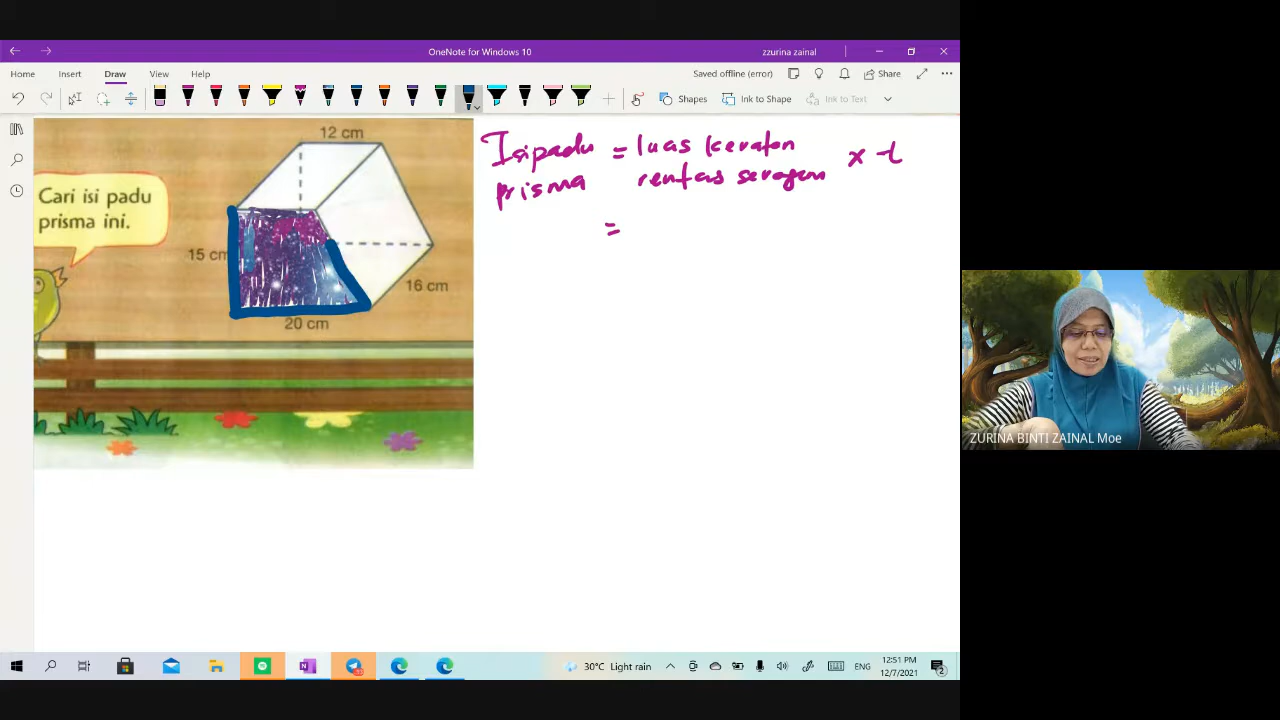 OneNote for Windows 10
zzurina zainal
Home Insert Draw View Help
Saved offline (error)
Share
Shapes
Ink to Shape
Ink to Text
12 cm
Cari isi padu
prisma ini.
15 cm
16 cm
20 cm
Isipadu = luas keraton × t
prisma rentas seragam
=
ZURINA BINTI ZAINAL Moe
30°C Light rain
ENG
12:51 PM
12/7/2021
2